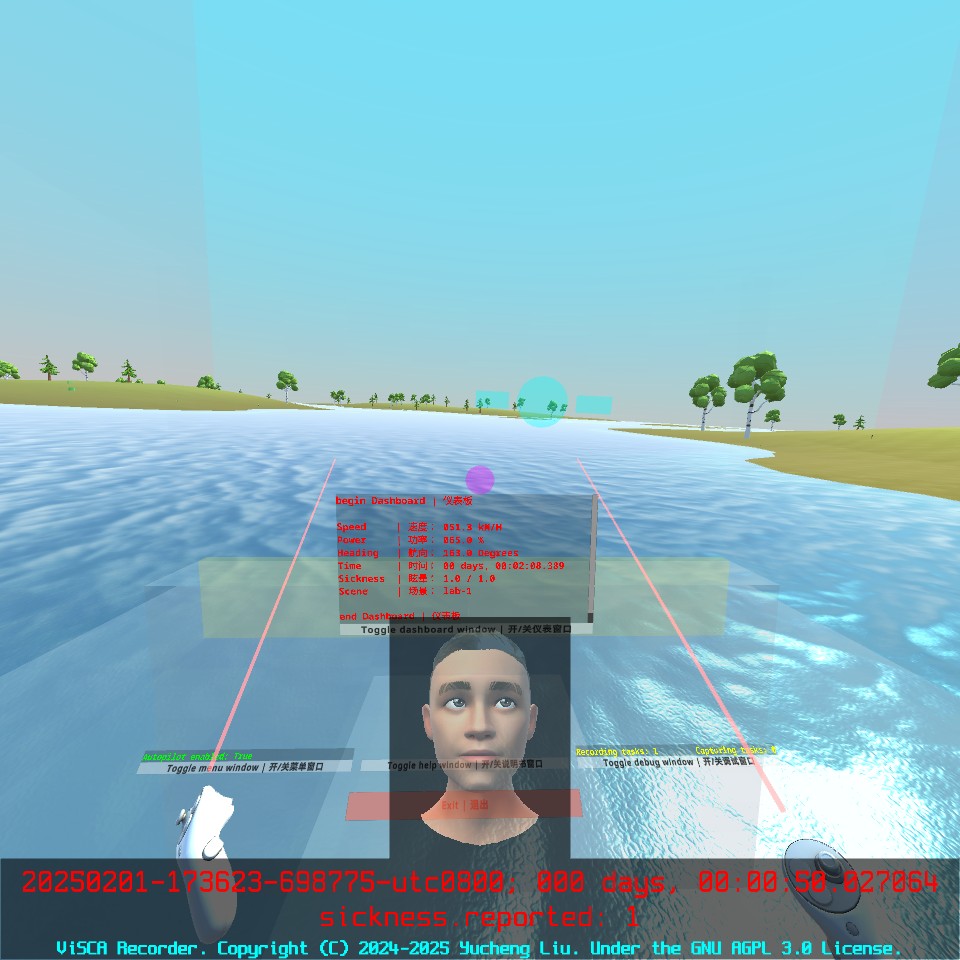 begin Dashboard | 仪表板
Speed | 速度: 051.3 kM/H
Power | 功率: 065.0 %
Heading | 航向: 163.0 Degrees
Time | 时间: 00 days, 00:02:08.389
Sickness | 眩晕: 1.0 / 1.0
Scene | 场景: lab-1
end Dashboard | 仪表板
Toggle dashboard window | 开/关仪表窗口
Autopilot enabled: True
Toggle menu window | 开/关菜单窗口
Toggle help window | 开/关说明书窗口
Recording tasks: 1 Capturing tasks:
Toggle debug window | 开/关调试窗口
Exit | 退出
20250201-173623-698775-utc0800; 000 days, 00:00:50.027064
sickness.reported: 1
ViSCA Recorder. Copyright (C) 2024-2025 Yucheng Liu. Under the GNU AGPL 3.0 License.